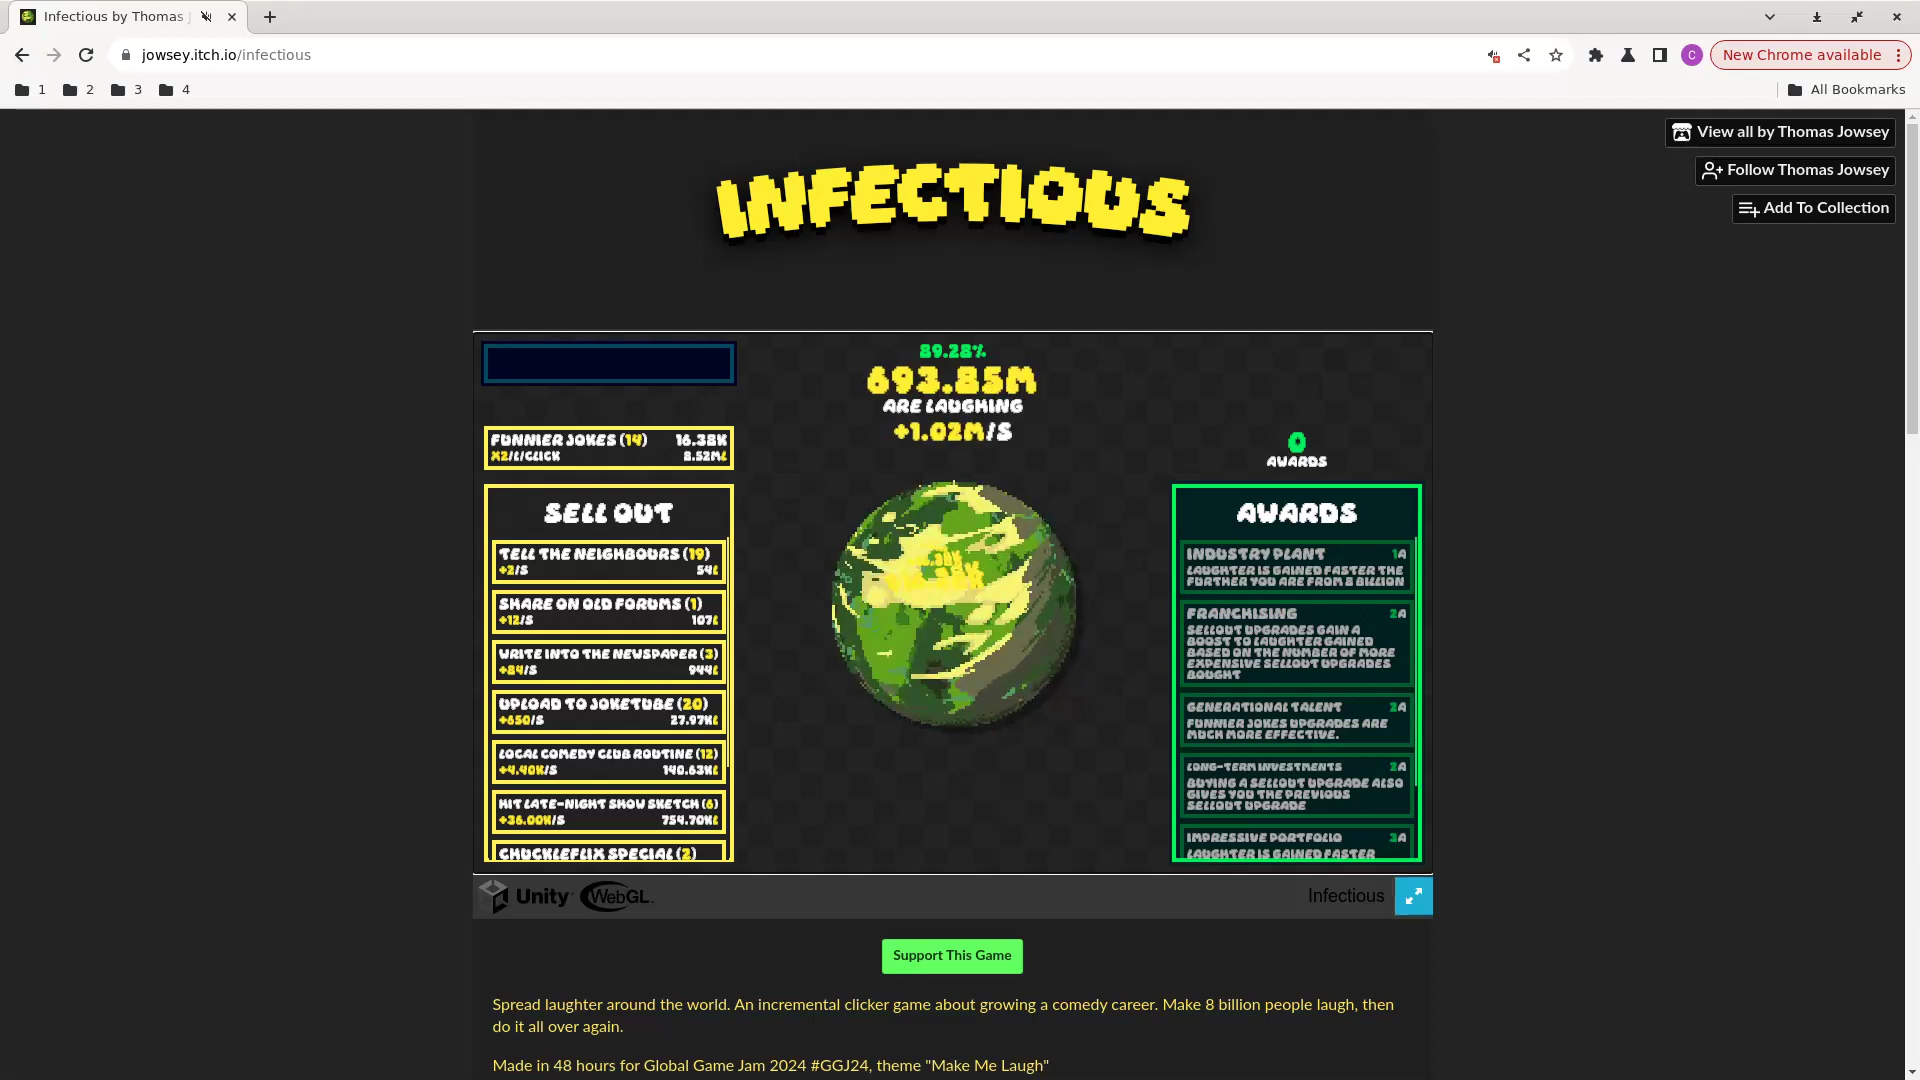 Infectious by Thomas J
jowsey.itch.io/infectious
New Chrome available
C
1
2
3
4
All Bookmarks
View all by Thomas Jowsey
Follow Thomas Jowsey
Add To Collection
INFECTIOUS
89.28%
693.85M
ARE LAUGHING
+1.02M/S
FUNNIER JOKES (14) 16.38K
X2/L/CLICK 8.52ML
0
AWARDS
SELL OUT
TELL THE NEIGHBOURS (19)
+2/S 54L
SHARE ON OLD FORUMS (1)
+12/S 107L
WRITE INTO THE NEWSPAPER (3)
+84/S 944L
UPLOAD TO JOKETUBE (20)
+650/S 27.97KL
LOCAL COMEDY CLUB ROUTINE (12)
+4.40K/S 140.63KL
HIT LATE-NIGHT SHOW SKETCH (6)
+36.00K/S 754.70KL
CHUCKLEFLIX SPECIAL (2)
AWARDS
INDUSTRY PLANT 1A
LAUGHTER IS GAINED FASTER THE
FURTHER YOU ARE FROM 8 BILLION
FRANCHISING 2A
SELLOUT UPGRADES GAIN A
BOOST TO LAUGHTER GAINED
BASED ON THE NUMBER OF MORE
EXPENSIVE SELLOUT UPGRADES
BOUGHT
GENERATIONAL TALENT 2A
FUNNIER JOKES UPGRADES ARE
MUCH MORE EFFECTIVE.
LONG-TERM INVESTMENTS 2A
BUYING A SELLOUT UPGRADE ALSO
GIVES YOU THE PREVIOUS
SELLOUT UPGRADE
IMPRESSIVE PORTFOLIO 3A
LAUGHTER IS GAINED FASTER
Unity WebGL
Infectious
Support This Game
Spread laughter around the world. An incremental clicker game about growing a comedy career. Make 8 billion people laugh, then
do it all over again.
Made in 48 hours for Global Game Jam 2024 #GGJ24, theme "Make Me Laugh"